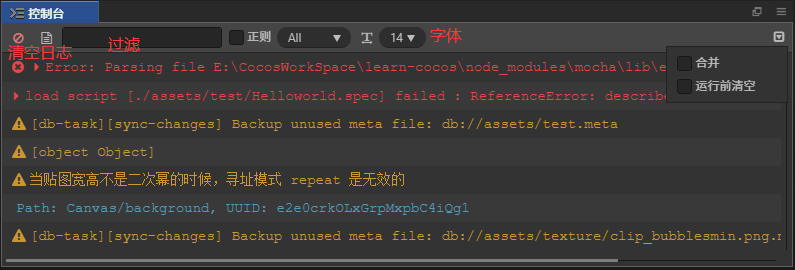 控制台
正则 All 14 字体
清空日志 过滤
合并
运行前清空
Error: Parsing file E:\CocosWorkSpace\learn-cocos\node_modules\mocha\lib\
load script [./assets/test/Helloworld.spec] failed : ReferenceError: describe
[db-task][sync-changes] Backup unused meta file: db://assets/test.meta
[object Object]
当贴图宽高不是二次幂的时候，寻址模式 repeat 是无效的
Path: Canvas/background, UUID: e2e0crkOLxGrpMxpbC4iQg1
[db-task][sync-changes] Backup unused meta file: db://assets/texture/clip_bubblesmin.png.